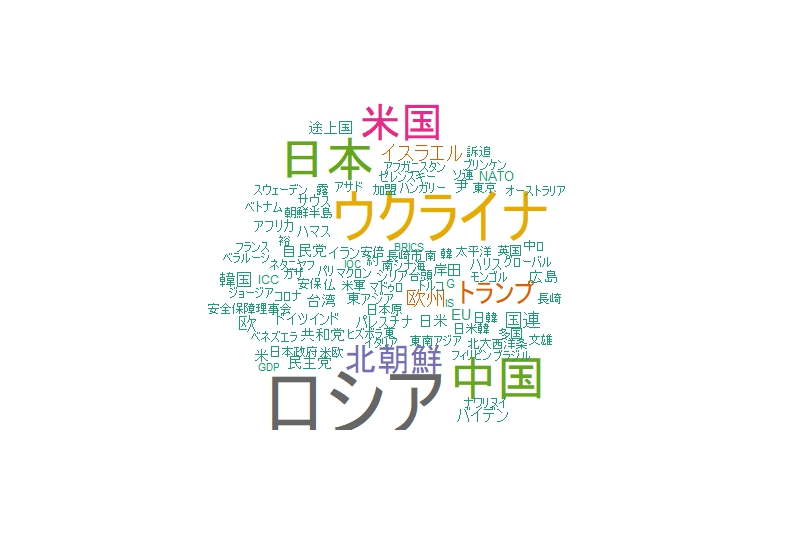 米国
途上国
日本
イスラエル
訴追
アフガニスタン
ブリンケン
セレンスキー
ソ連
NATO
スウェーデン
露
アサド
加盟
ハンガリー
尹
東京
オーストラリア
サウス
ベトナム
朝鮮半島
ウクライナ
アフリカ
ハマス
裕
フランス
自民党
イラン
安倍
BRICS
長崎市
南
韓
太平洋
英国
中ロ
ベラルーシ
ネタニヤフ
IOC
約
南シナ海
岸田
ハリス
グローバル
韓国
ICC
ガザ
パリ
マクロン
シリア
台頭
モンゴル
広島
安保
仏
米軍
マドゥロ
トルコ
G
トランプ
ジョージア
コロナ
台湾
東アジア
欧州
IS
長崎
安全保障理事会
日本原
EU
日韓
国連
欧
ドイツ
インド
パレスチナ
日米
日米韓
多国
ベネズエラ
共和党
ヒズボラ
東
イタリア
東南アジア
北大西洋条
文雄
米
日本政府
米欧
北朝鮮
フィリピン
ブラジル
GDP
民主党
中国
ロシア
ナワリヌイ
バイデン